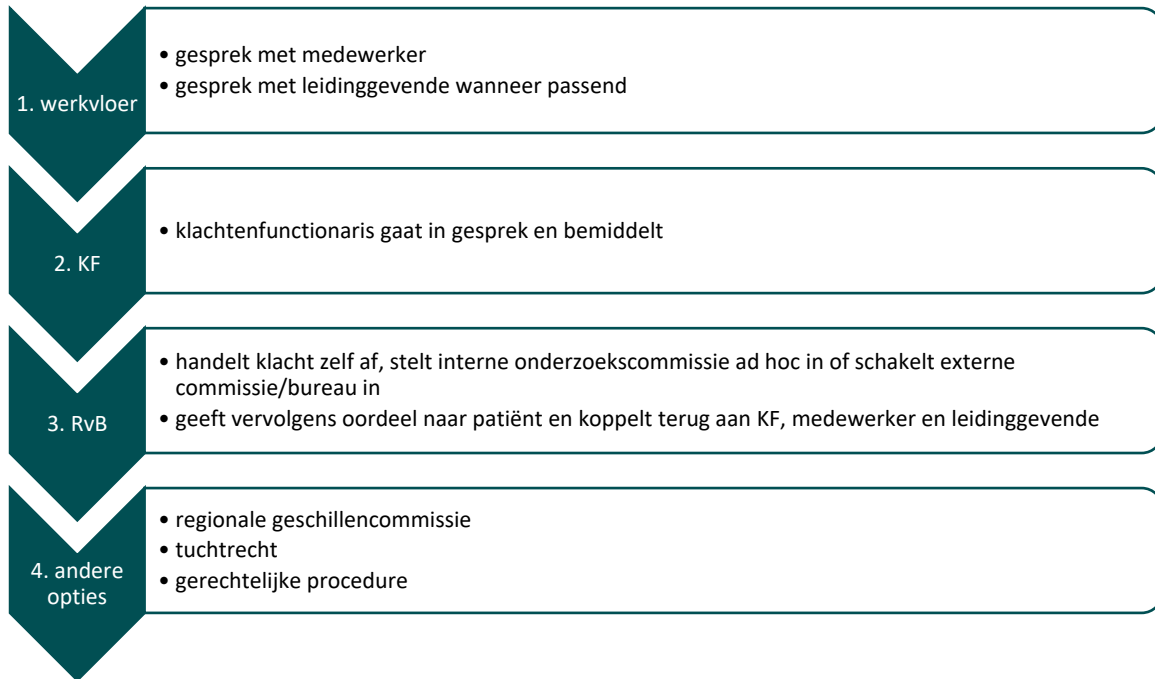 1. werkvloer
• gesprek met medewerker
• gesprek met leidinggevende wanneer passend
2. KF
• klachtenfunctionaris gaat in gesprek en bemiddelt
3. RvB
• handelt klacht zelf af, stelt interne onderzoekscommissie ad hoc in of schakelt externe
commissie/bureau in
• geeft vervolgens oordeel naar patiënt en koppelt terug aan KF, medewerker en leidinggevende
4. andere
opties
• regionale geschillencommissie
• tuchtrecht
• gerechtelijke procedure